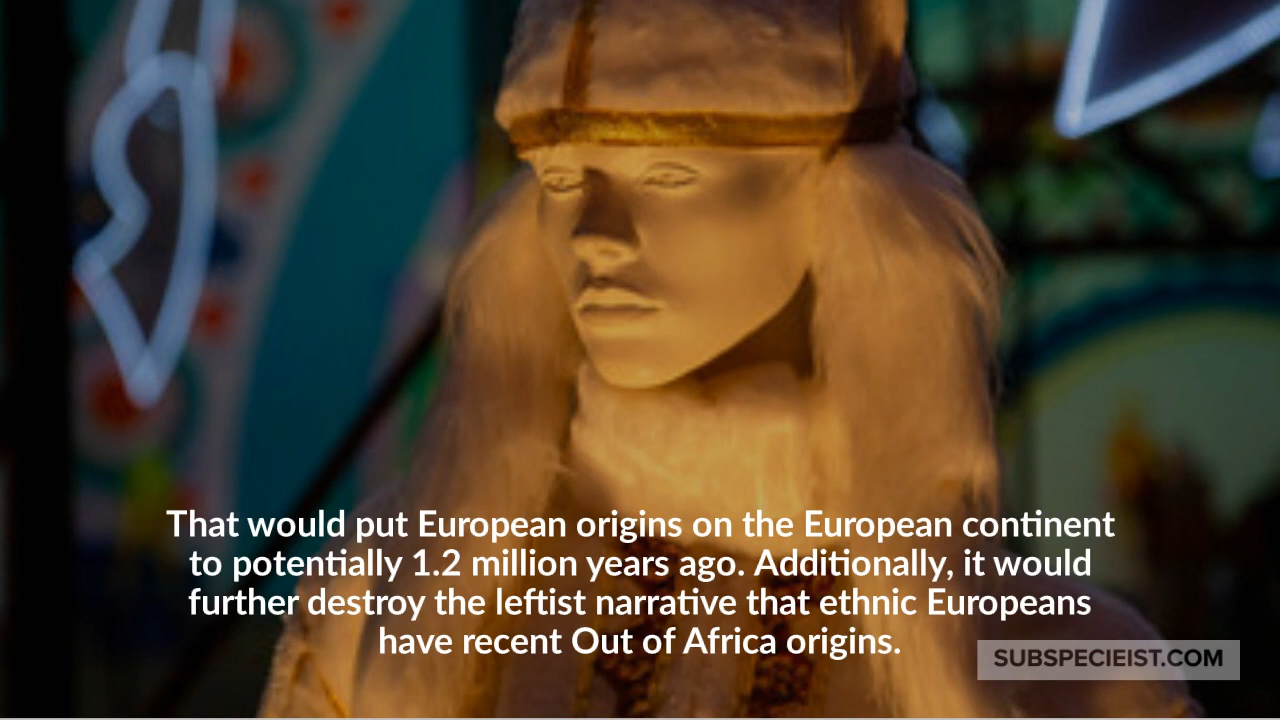 That would put European origins on the European continent
to potentially 1.2 million years ago. Additionally, it would
further destroy the leftist narrative that ethnic Europeans
have recent Out of Africa origins.
SUBSPECIEIST.COM